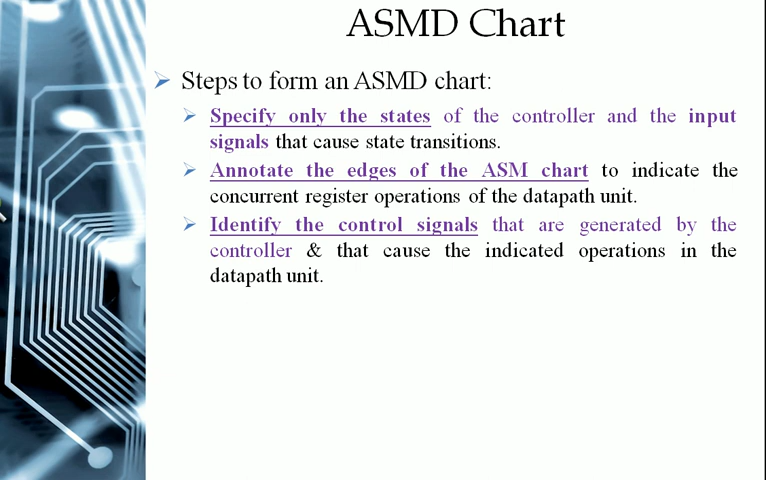 ASMD Chart
Steps to form an ASMD chart:
Specify only the states of the controller and the input
signals that cause state transitions.
Annotate the edges of the ASM chart to indicate the
concurrent register operations of the datapath unit.
Identify the control signals that are generated by the
controller & that cause the indicated operations in the
datapath unit.